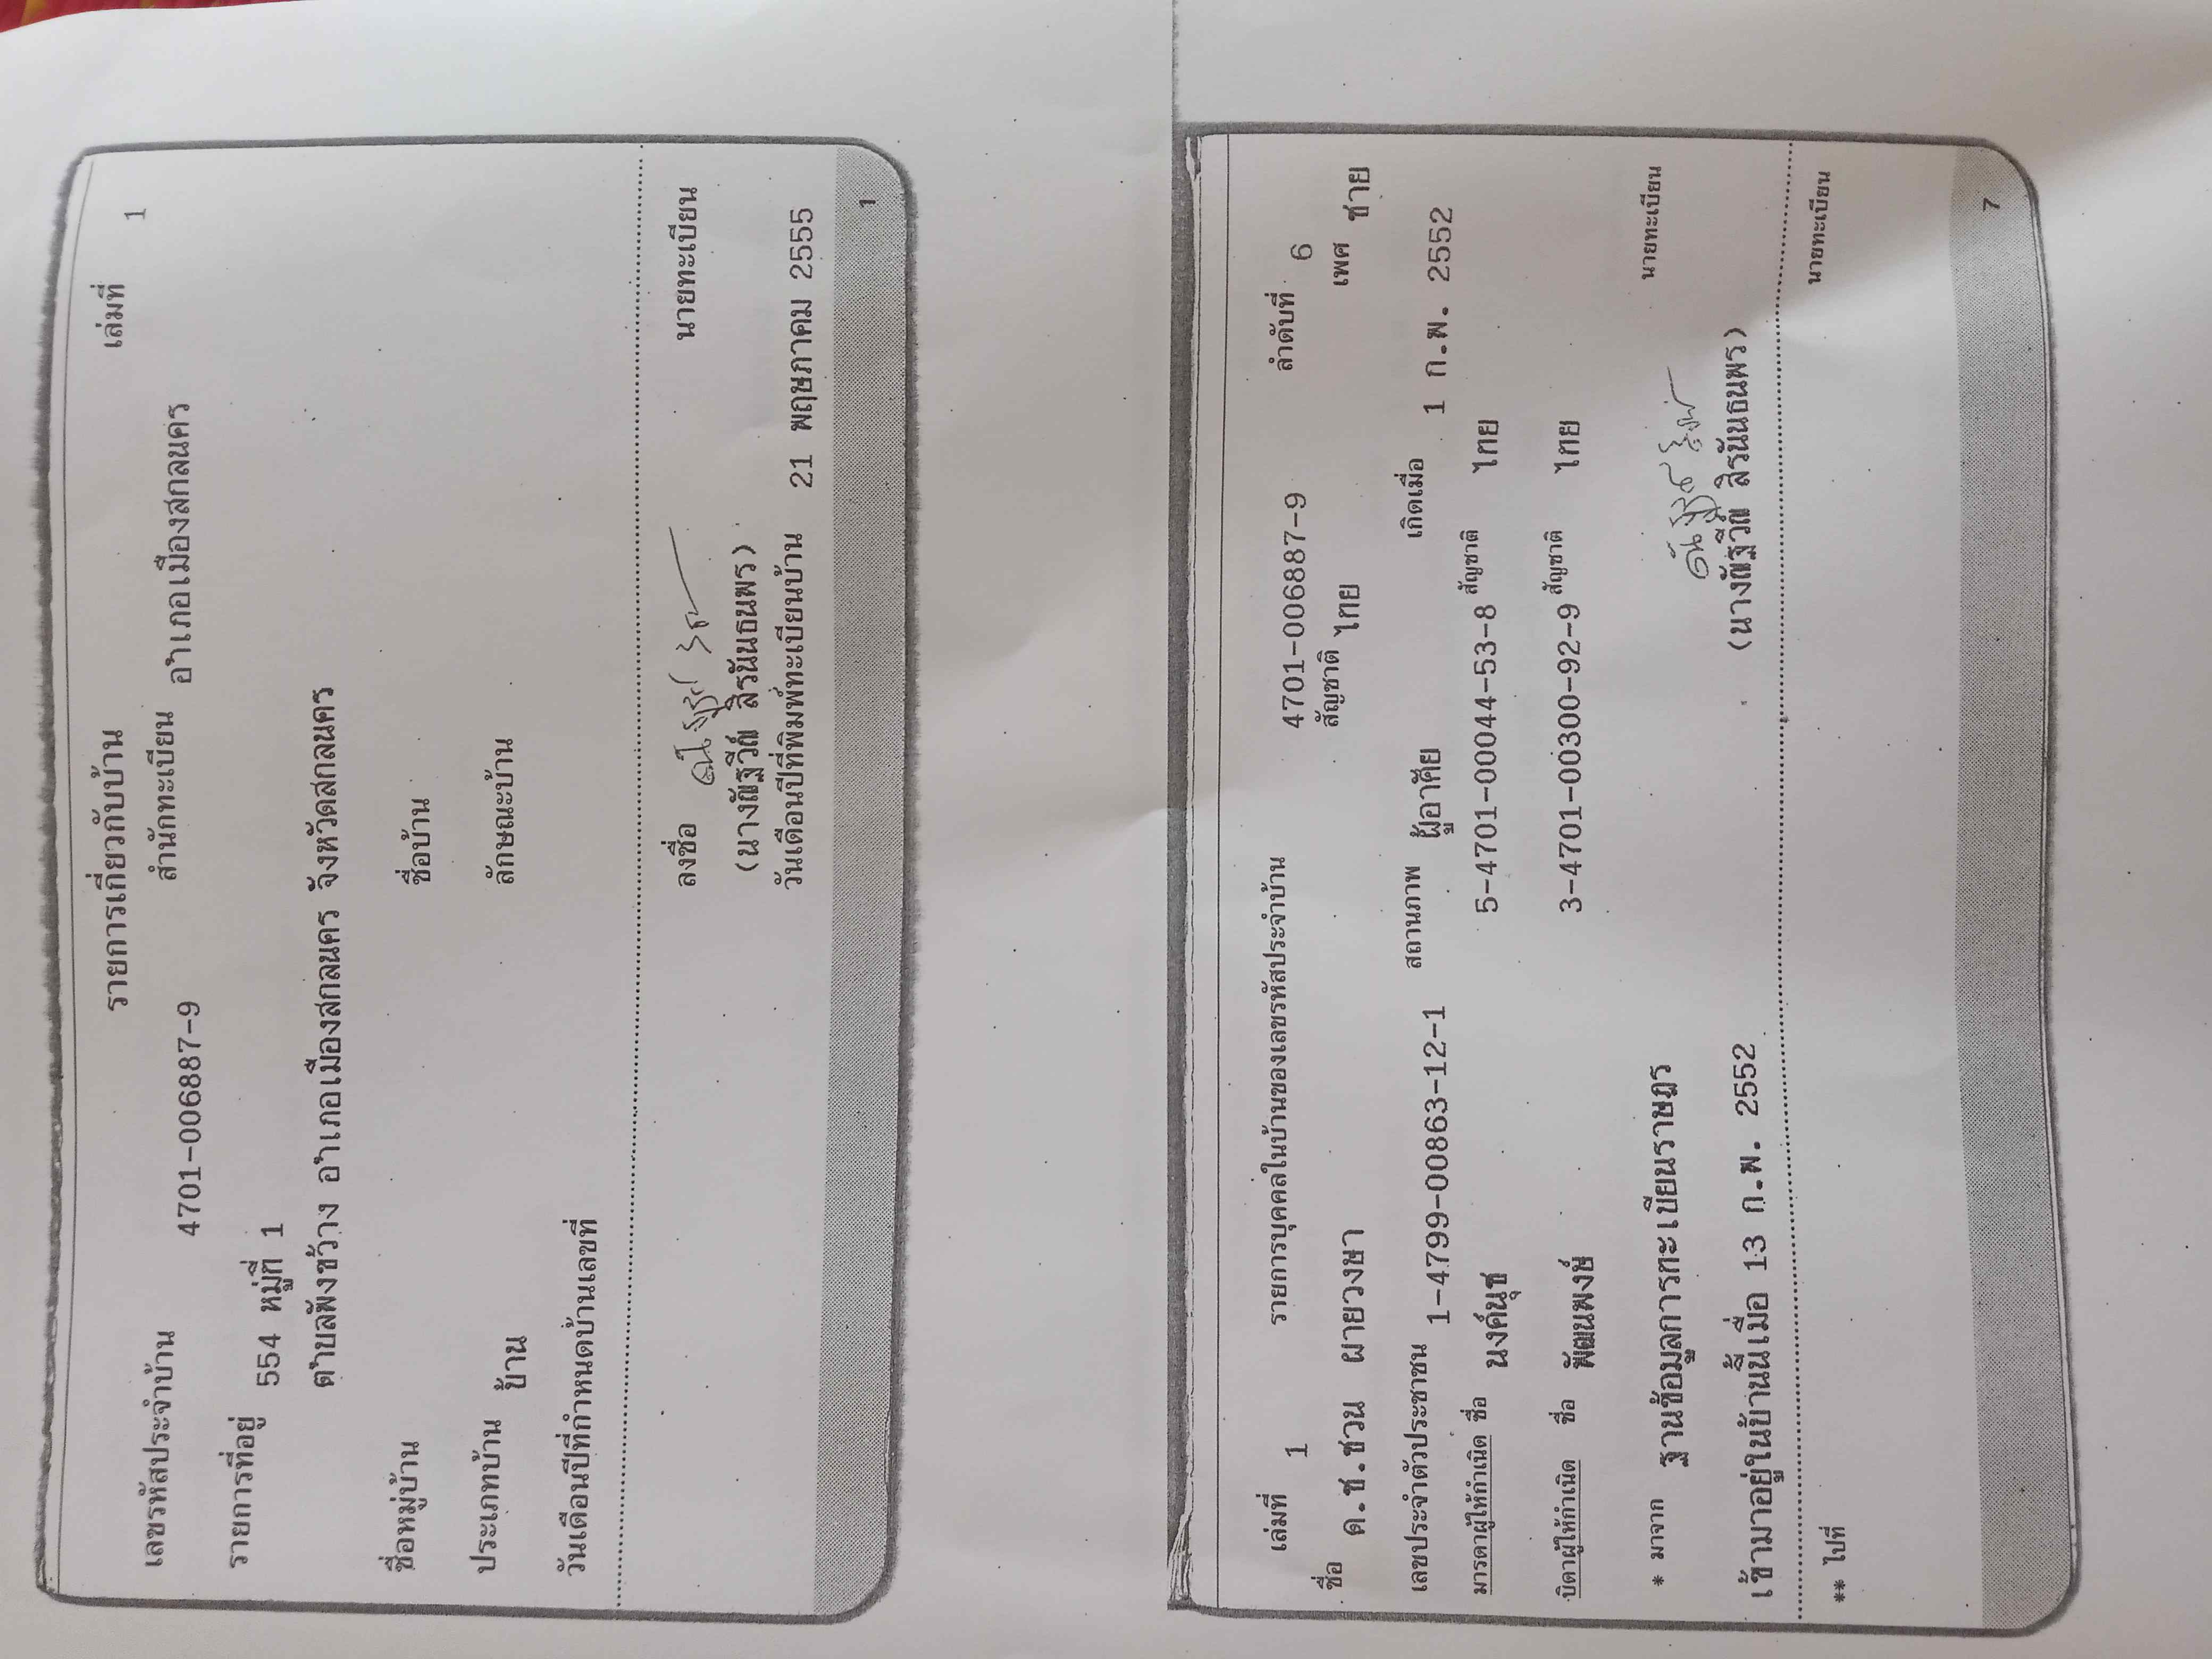 รายการเกี่ยวกับบ้าน เล่มที่ 1
เลขรหัสประจำบ้าน 4701-006887-9 สำนักทะเบียน อำเภอเมืองสกลนคร
รายการที่อยู่ 554 หมู่ที่ 1
ตำบลพังขว้าง อำเภอเมืองสกลนคร จังหวัดสกลนคร
ชื่อหมู่บ้าน ชื่อบ้าน
ประเภทบ้าน บ้าน ลักษณะบ้าน
วันเดือนปีที่กำหนดบ้านเลขที่
ลงชื่อ นายทะเบียน
สิรนันธนพร)
วันเดือนปีที่พิมพ์ทะเบียนบ้าน 21 พฤษภาคม 2555
1
เล่มที่ 1 รายการบุคคลในบ้านของเลขรหัสประจำบ้าน 4701-006887-9 ลำดับที่ 6
ชื่อ ด.ช.ชวน ผายวงษา สัญชาติ ไทย เพศ ชาย
เลขประจำตัวประชาชน 1-4799-00863-12-1 สถานภาพ ผู้อาศัย เกิดเมื่อ 1 ก.พ. 2552
มารดาผู้ให้กำเนิด ชื่อ นงค์นุช 5-4701-00044-53-8 สัญชาติ ไทย
บิดาผู้ให้กำเนิด ชื่อ พัฒนพงษ์ 3-4701-00300-92-9 สัญชาติ ไทย
* มาจาก ฐานข้อมูลการทะเบียนราษฎร
นายทะเบียน
เข้ามาอยู่ในบ้านนี้เมื่อ 13 ก.พ. 2552 สิรนันธนพร)
** ไปที่ นายทะเบียน
7